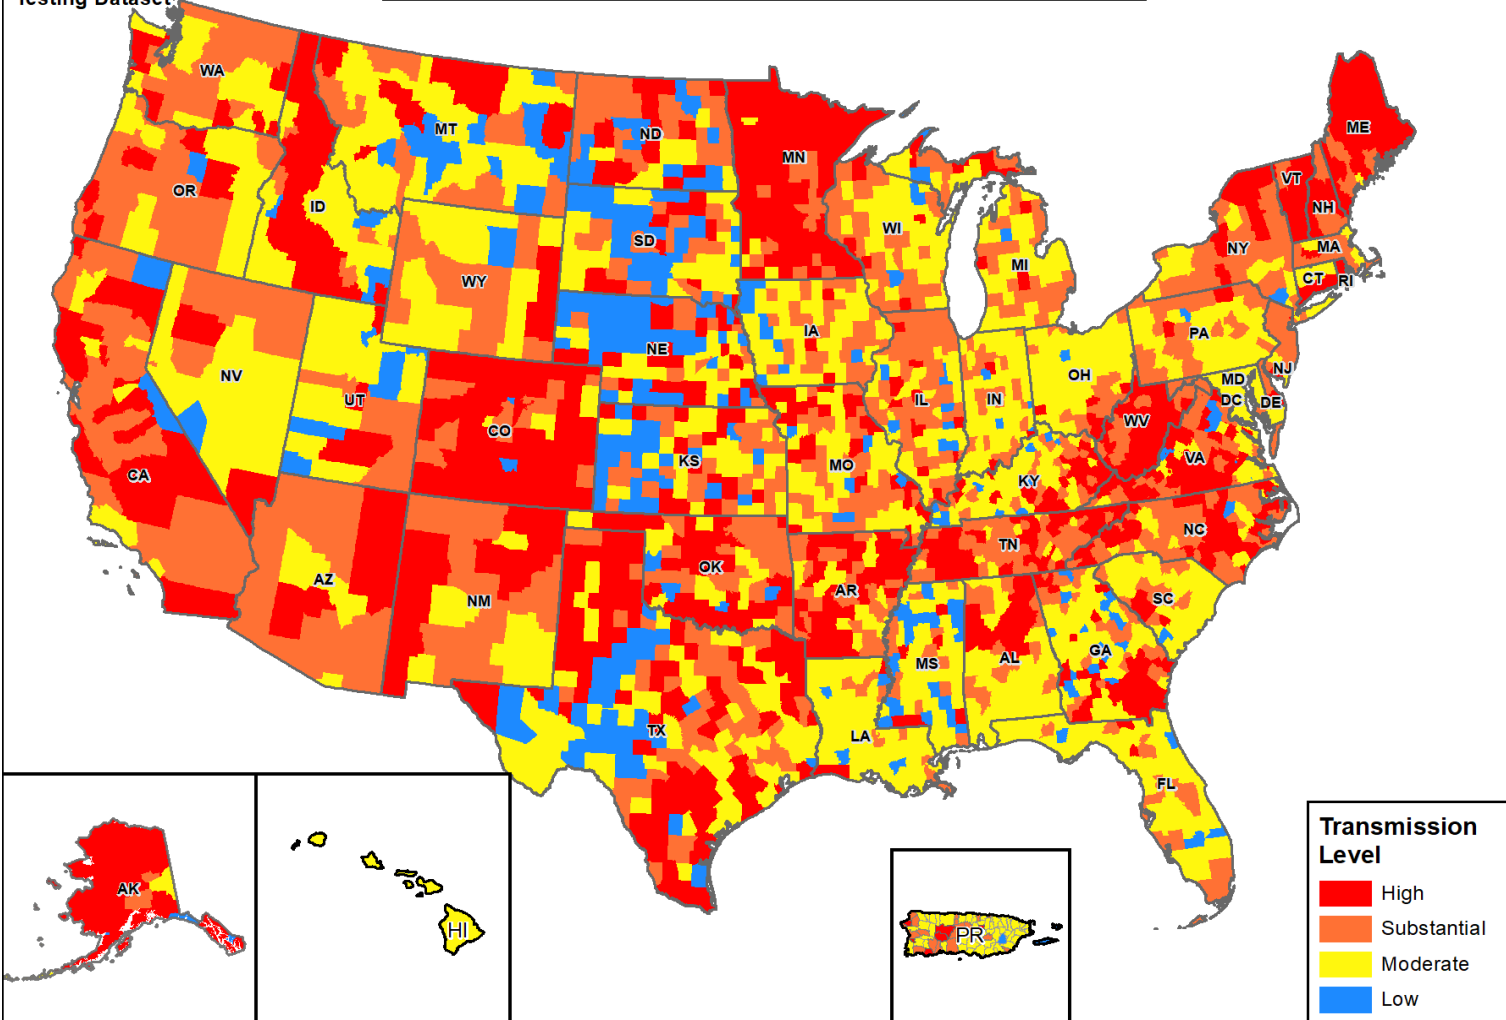 Testing Dataset
WA
MT
ND
MN
ME
OR
ID
SD
WI
MI
VT
NH
NY
MA
CT
RI
WY
IA
PA
NE
NV
UT
CO
IL
IN
OH
NJ
MD
DC
DE
WV
CA
KS
MO
KY
VA
AZ
NM
OK
AR
TN
NC
SC
MS
AL
GA
TX
LA
FL
AK
HI
PR
Transmission
Level
High
Substantial
Moderate
Low